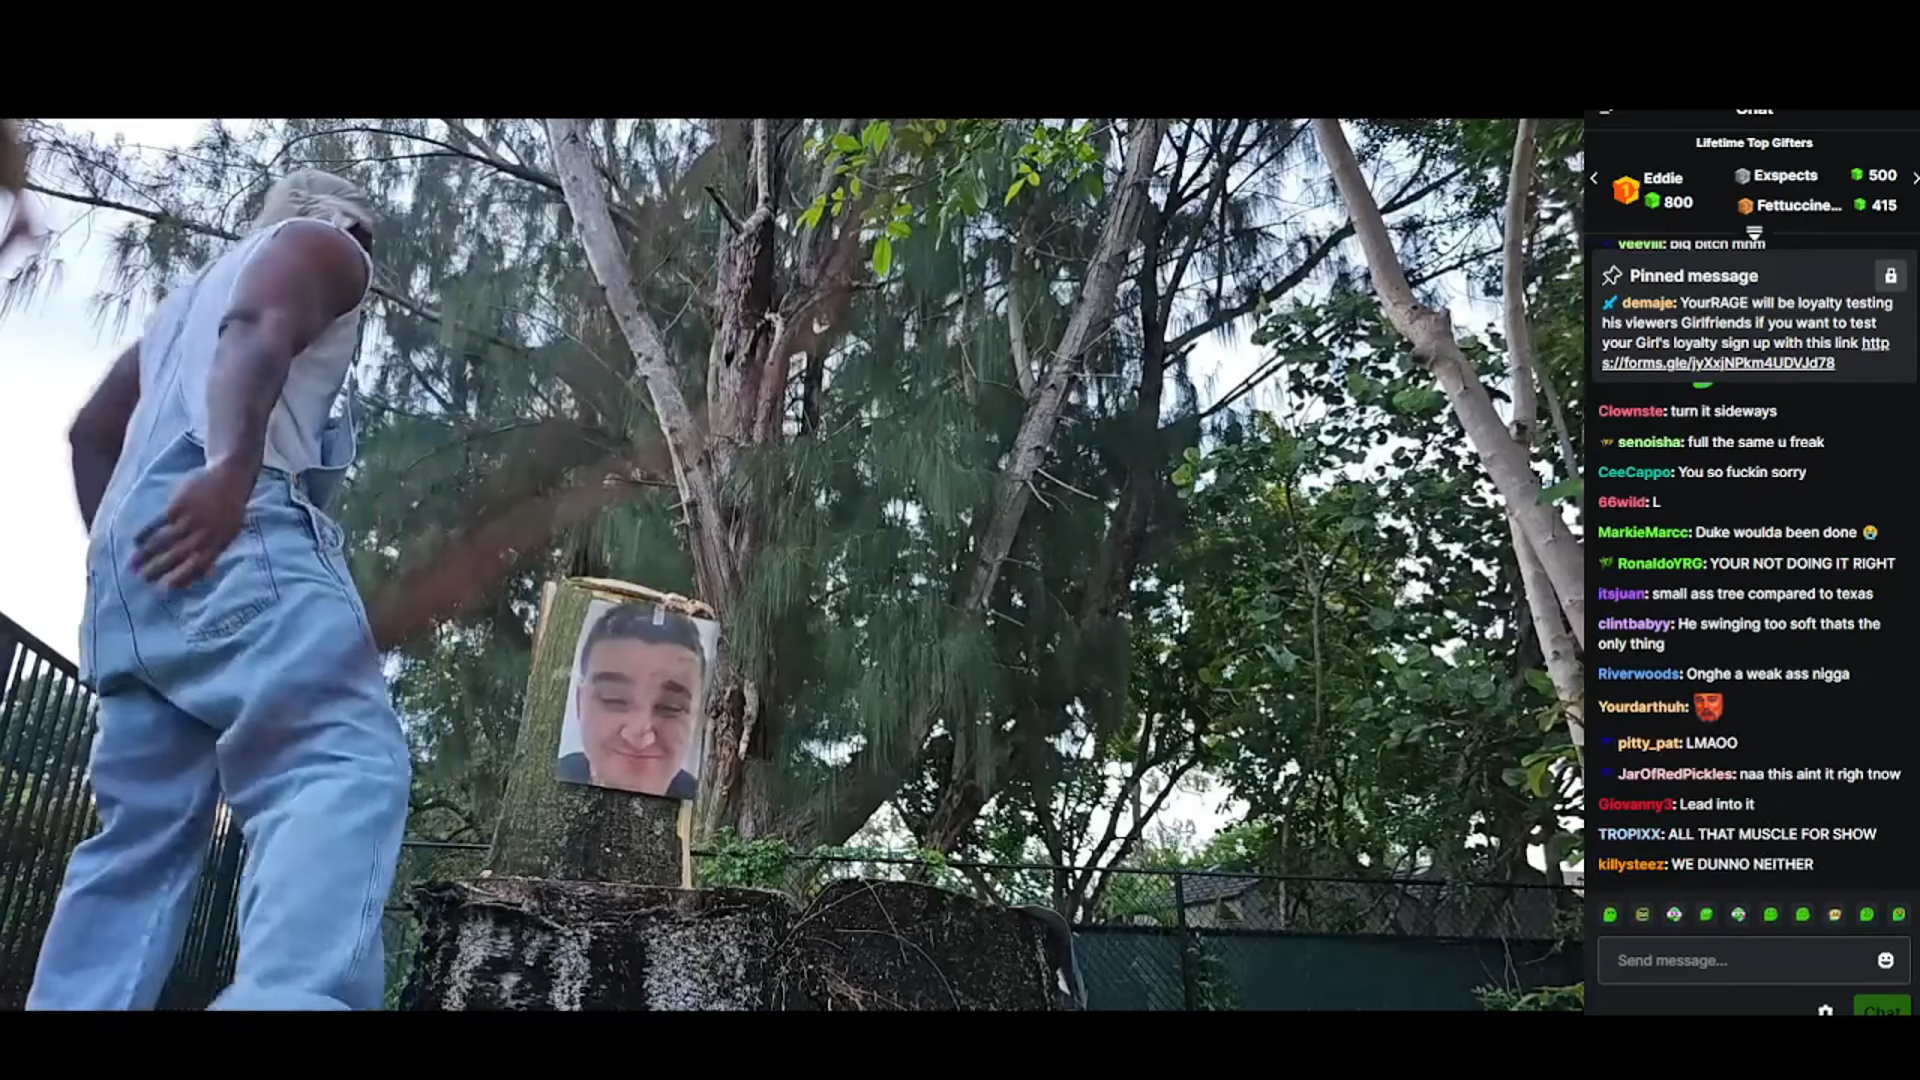 Chat
Lifetime Top Gifters
Eddie
800
Exspects 500
Fettuccine... 415
veeviii: big bitch mhm
Pinned message
demaje: YourRAGE will be loyalty testing
his viewers Girlfriends if you want to test
your Girl's loyalty sign up with this link http
s://forms.gle/jyXxjNPkm4UDVJd78
Clownste: turn it sideways
senoisha: full the same u freak
CeeCappo: You so fuckin sorry
66wild: L
MarkieMarcc: Duke woulda been done
RonaldoYRG: YOUR NOT DOING IT RIGHT
itsjuan: small ass tree compared to texas
clintbabyy: He swinging too soft thats the
only thing
Riverwoods: Onghe a weak ass nigga
Yourdarthuh:
pitty_pat: LMAOO
JarOfRedPickles: naa this aint it righ tnow
Giovanny3: Lead into it
TROPIXX: ALL THAT MUSCLE FOR SHOW
killysteez: WE DUNNO NEITHER
Send message...
Chat